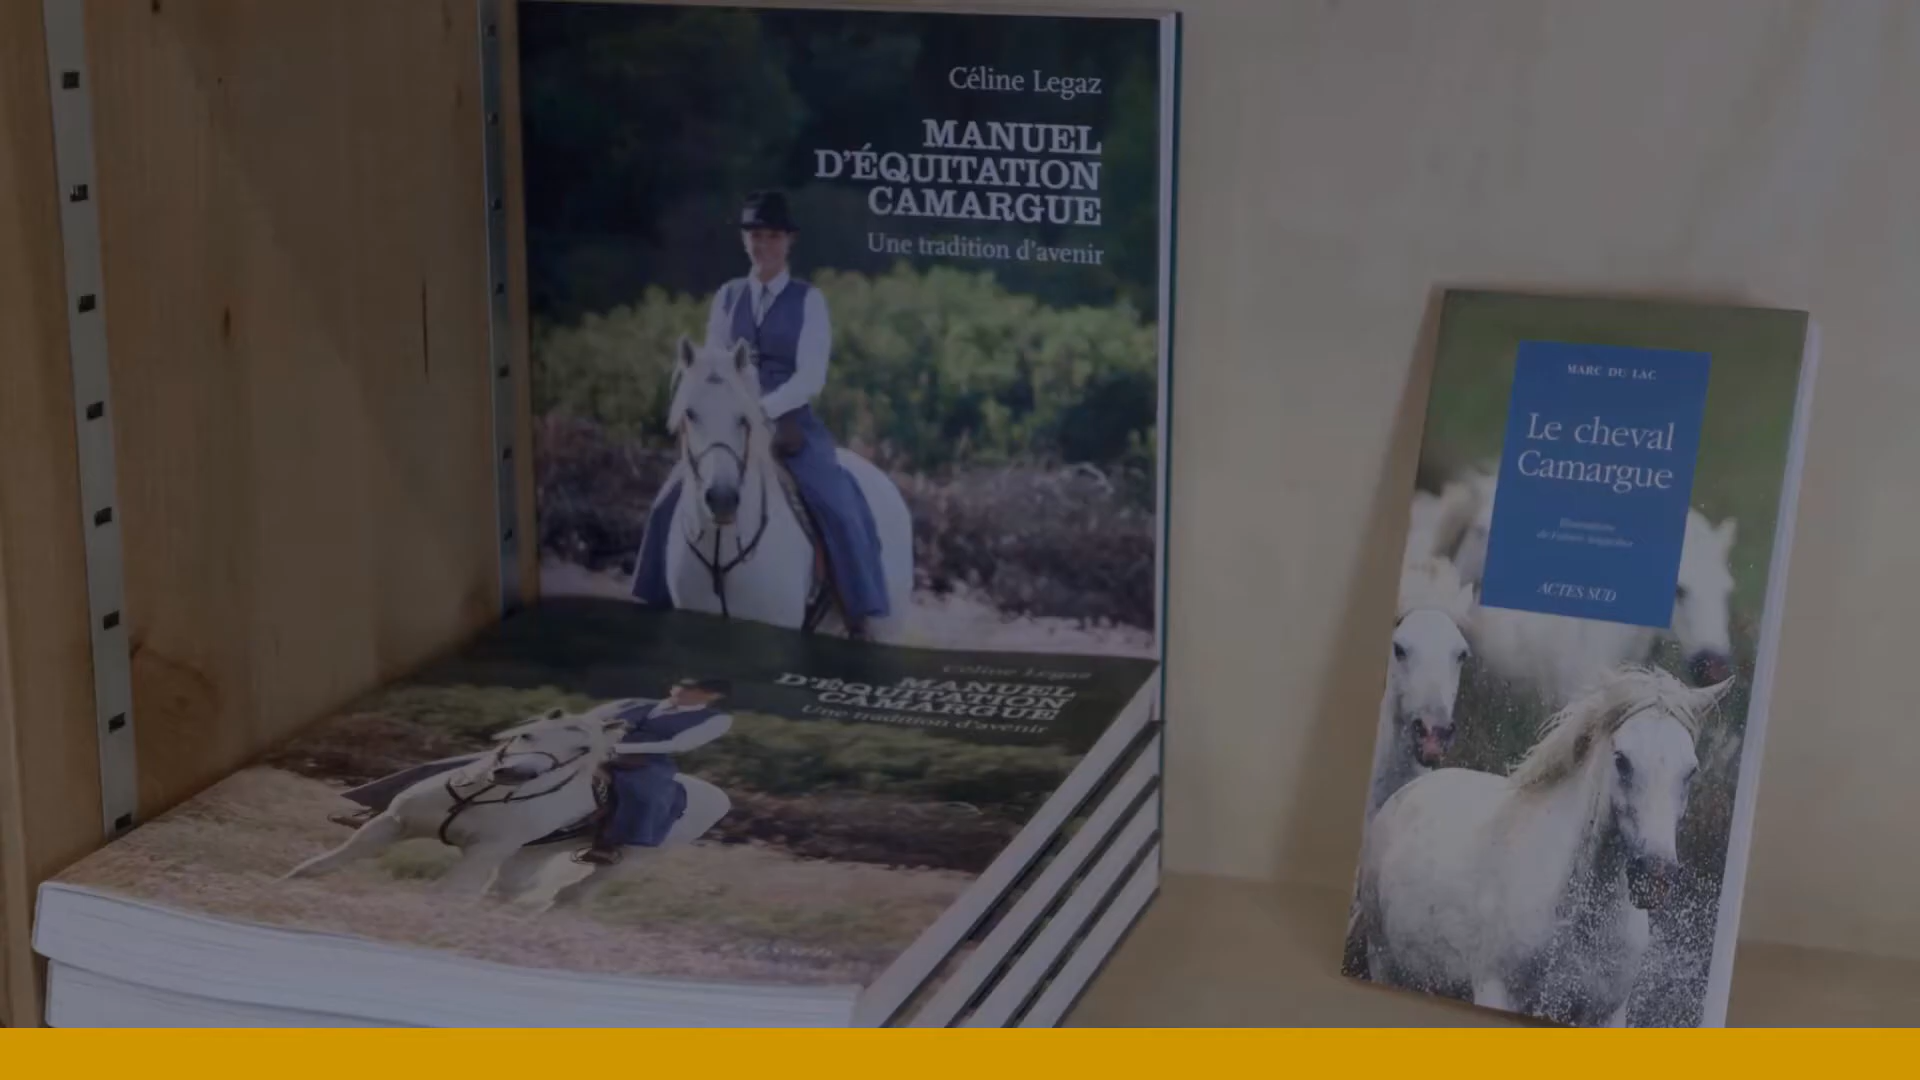 Céline Legaz
MANUEL
D'ÉQUITATION
CAMARGUE
Une tradition d'avenir
Céline Legaz
MANUEL
D'ÉQUITATION
CAMARGUE
Une tradition d'avenir
MARC DU LAC
Le cheval
Camargue
ACTES SUD